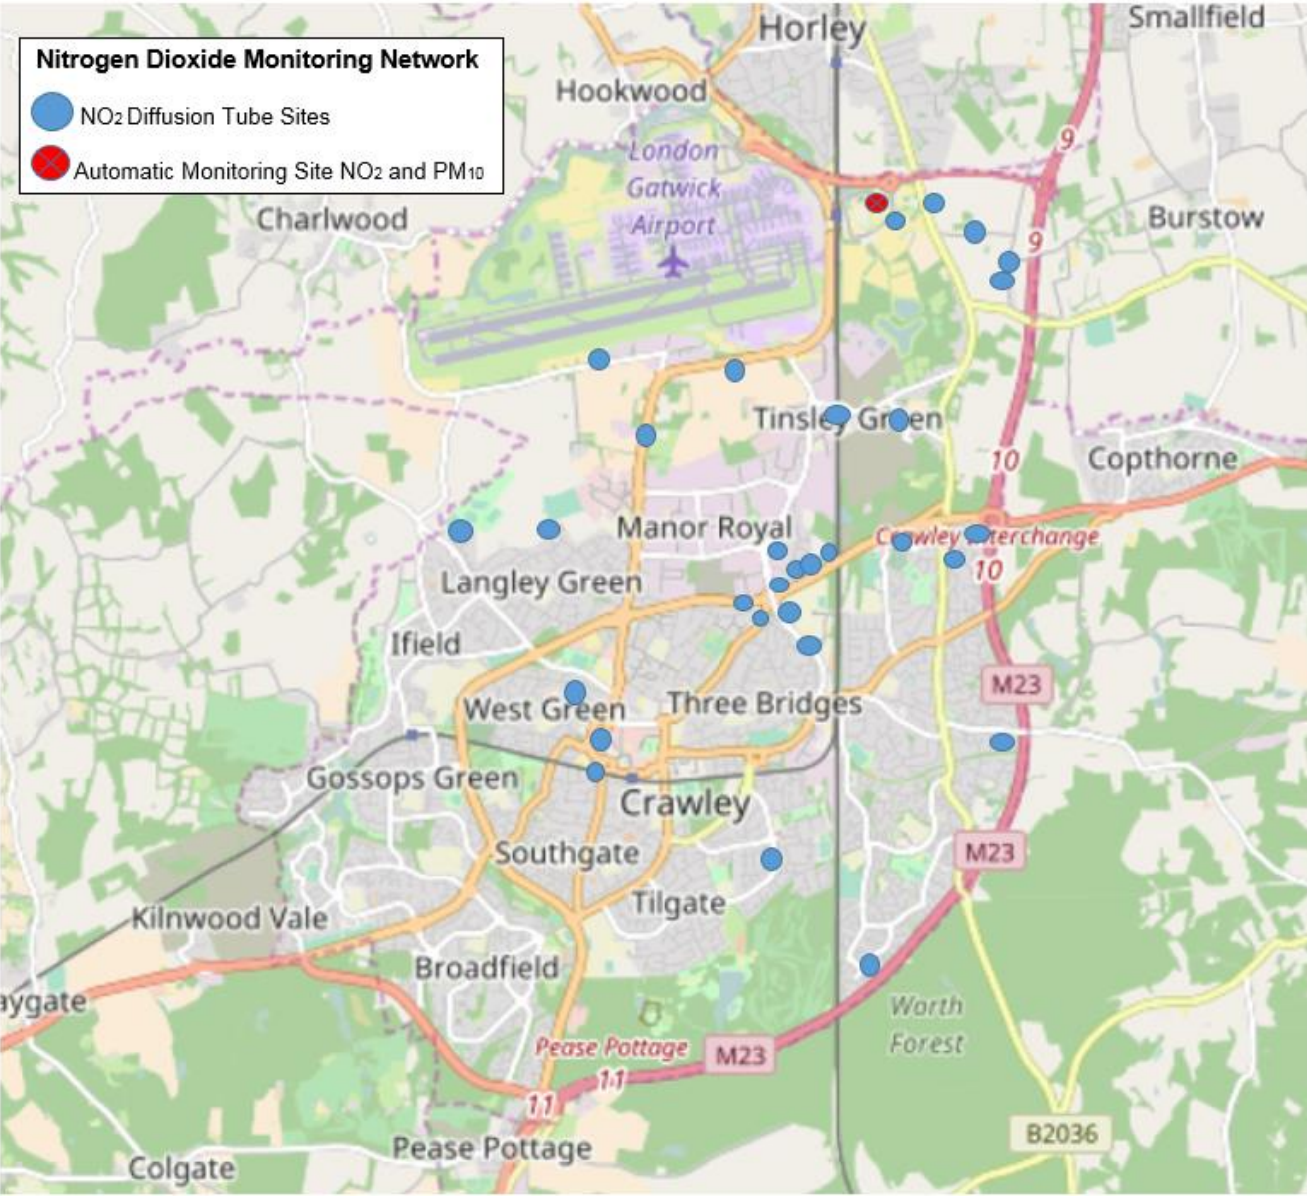 Horley
Smallfield
Nitrogen Dioxide Monitoring Network
NO2 Diffusion Tube Sites
Automatic Monitoring Site NO2 and PM10
Hookwood
9
London
Gatwick
Airport
Charlwood
Burstow
9
Tinsley Green
10
Copthorne
Manor Royal
Crawley Interchange
10
Langley Green
Ifield
M23
West Green
Three Bridges
Gossops Green
Crawley
Southgate
M23
Tilgate
Kilnwood Vale
Broadfield
aygate
Worth
Forest
Pease Pottage
M23
11
11
B2036
Pease Pottage
Colgate